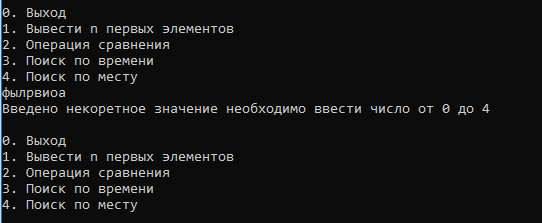 0. Выход
1. Вывести n первых элементов
2. Операция сравнения
3. Поиск по времени
4. Поиск по месту
фылрвиоа
Введено некоретное значение необходимо ввести число от 0 до 4
0. Выход
1. Вывести n первых элементов
2. Операция сравнения
3. Поиск по времени
4. Поиск по месту